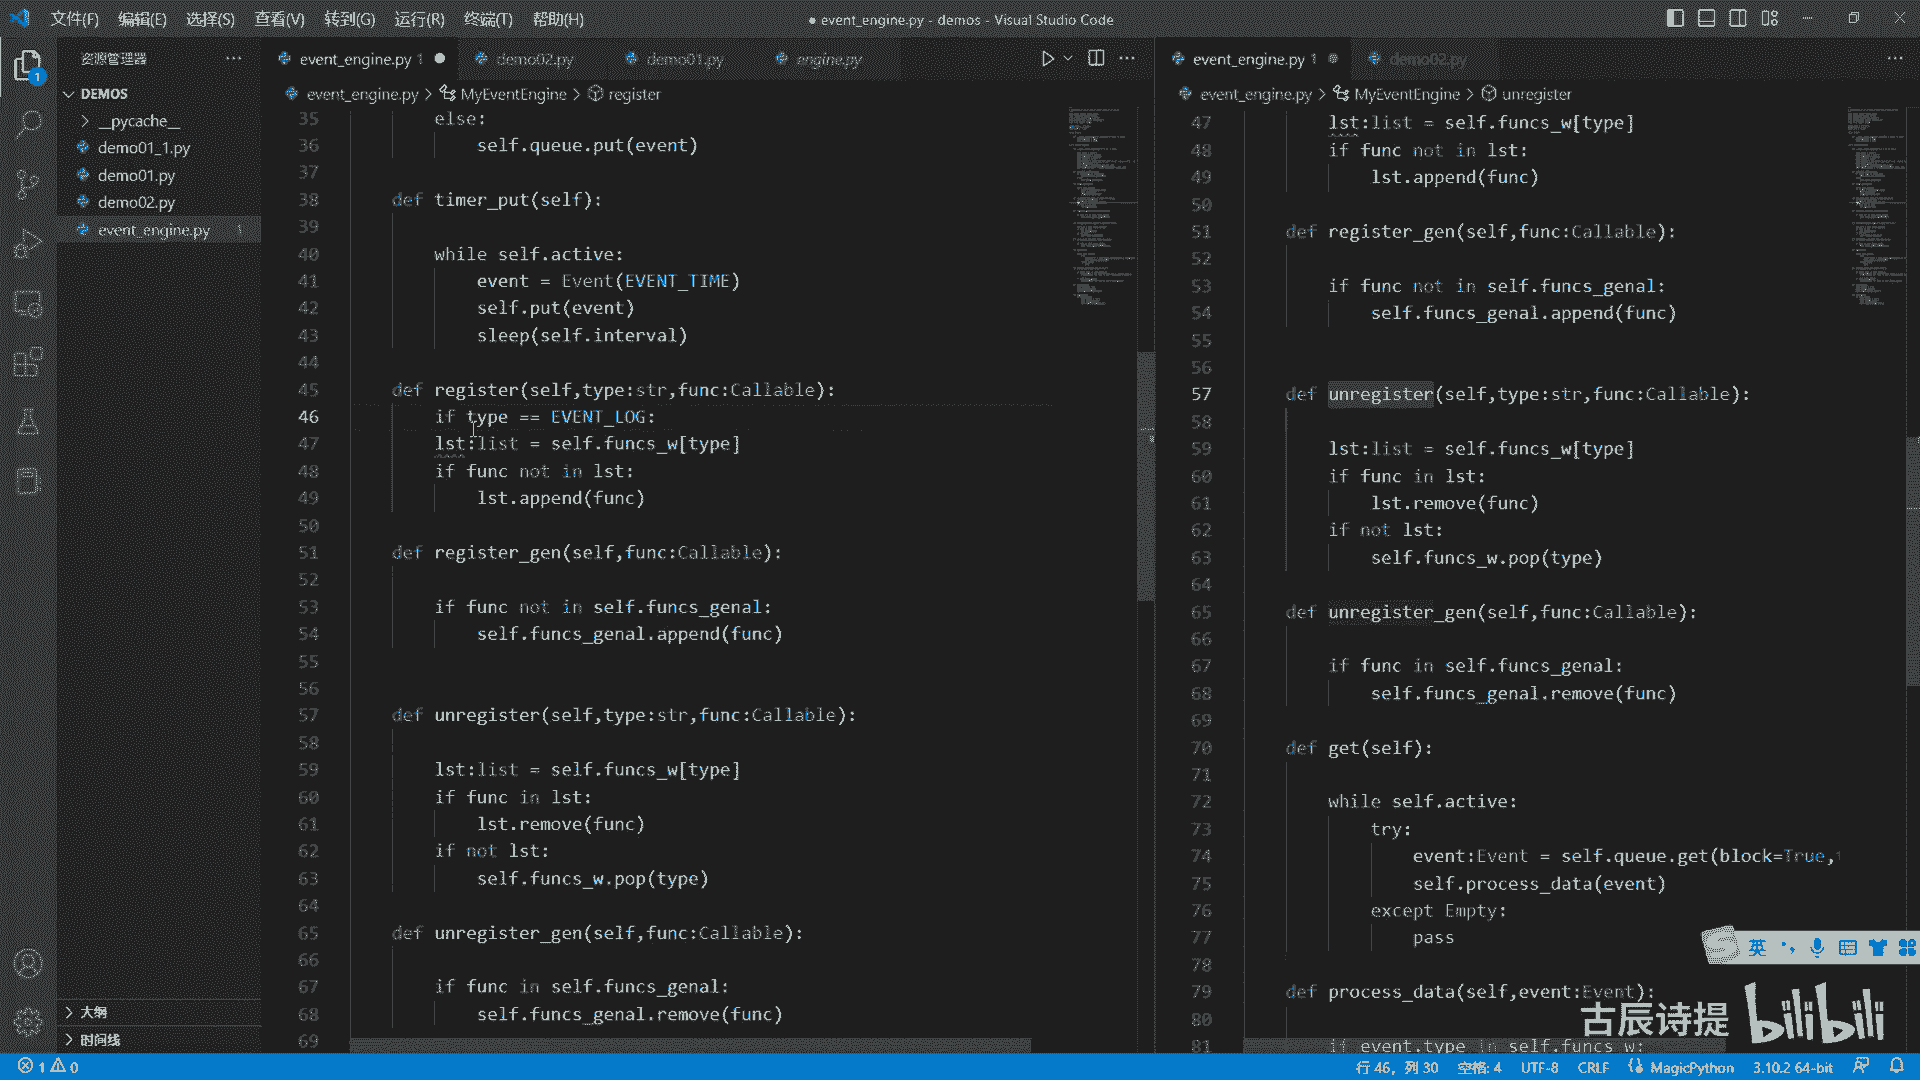 文件(F) 编辑(E) 选择(S) 查看(V) 转到(G) 运行(R) 终端(T) 帮助(H)
● event_engine.py - demos - Visual Studio Code
资源管理器
DEMOS
__pycache__
demo01_1.py
demo01.py
demo02.py
event_engine.py 1
大纲
时间线
event_engine.py 1 demo02.py demo01.py engine.py
event_engine.py > MyEventEngine > register
35 else:
36 self.queue.put(event)
37
38 def timer_put(self):
39
40 while self.active:
41 event = Event(EVENT_TIME)
42 self.put(event)
43 sleep(self.interval)
44
45 def register(self,type:str,func:Callable):
46 if type == EVENT_LOG:
47 lst:list = self.funcs_w[type]
48 if func not in lst:
49 lst.append(func)
50
51 def register_gen(self,func:Callable):
52
53 if func not in self.funcs_genal:
54 self.funcs_genal.append(func)
55
56
57 def unregister(self,type:str,func:Callable):
58
59 lst:list = self.funcs_w[type]
60 if func in lst:
61 lst.remove(func)
62 if not lst:
63 self.funcs_w.pop(type)
64
65 def unregister_gen(self,func:Callable):
66
67 if func in self.funcs_genal:
68 self.funcs_genal.remove(func)
69
event_engine.py 1 demo02.py
event_engine.py > MyEventEngine > unregister
47 lst:list = self.funcs_w[type]
48 if func not in lst:
49 lst.append(func)
50
51 def register_gen(self,func:Callable):
52
53 if func not in self.funcs_genal:
54 self.funcs_genal.append(func)
55
56
57 def unregister(self,type:str,func:Callable):
58
59 lst:list = self.funcs_w[type]
60 if func in lst:
61 lst.remove(func)
62 if not lst:
63 self.funcs_w.pop(type)
64
65 def unregister_gen(self,func:Callable):
66
67 if func in self.funcs_genal:
68 self.funcs_genal.remove(func)
69
70 def get(self):
71
72 while self.active:
73 try:
74 event:Event = self.queue.get(block=True,
75 self.process_data(event)
76 except Empty:
77 pass
78
79 def process_data(self,event:Event):
80
81 if event.type in self.funcs_w:
英
古辰诗提 bilibili
1 0
行 46, 列 30 空格: 4 UTF-8 CRLF MagicPython 3.10.2 64-bit